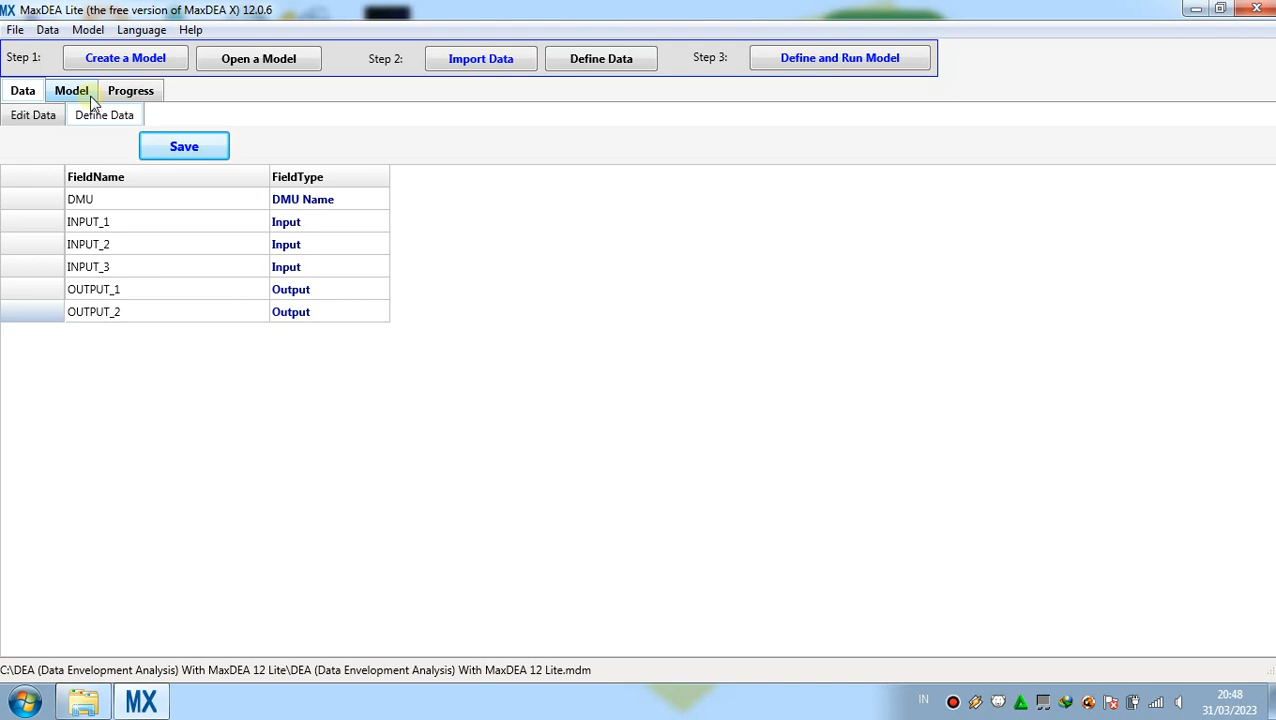 MX MaxDEA Lite (the free version of MaxDEA X) 12.0.6
File Data Model Language Help
Step 1: Create a Model Open a Model Step 2: Import Data Define Data Step 3: Define and Run Model
Data Model Progress
Edit Data Define Data
Save
FieldName FieldType
DMU DMU Name
INPUT_1 Input
INPUT_2 Input
INPUT_3 Input
OUTPUT_1 Output
OUTPUT_2 Output
C:\DEA (Data Envelopment Analysis) With MaxDEA 12 Lite\DEA (Data Envelopment Analysis) With MaxDEA 12 Lite.mdm
MX IN 20:48
31/03/2023